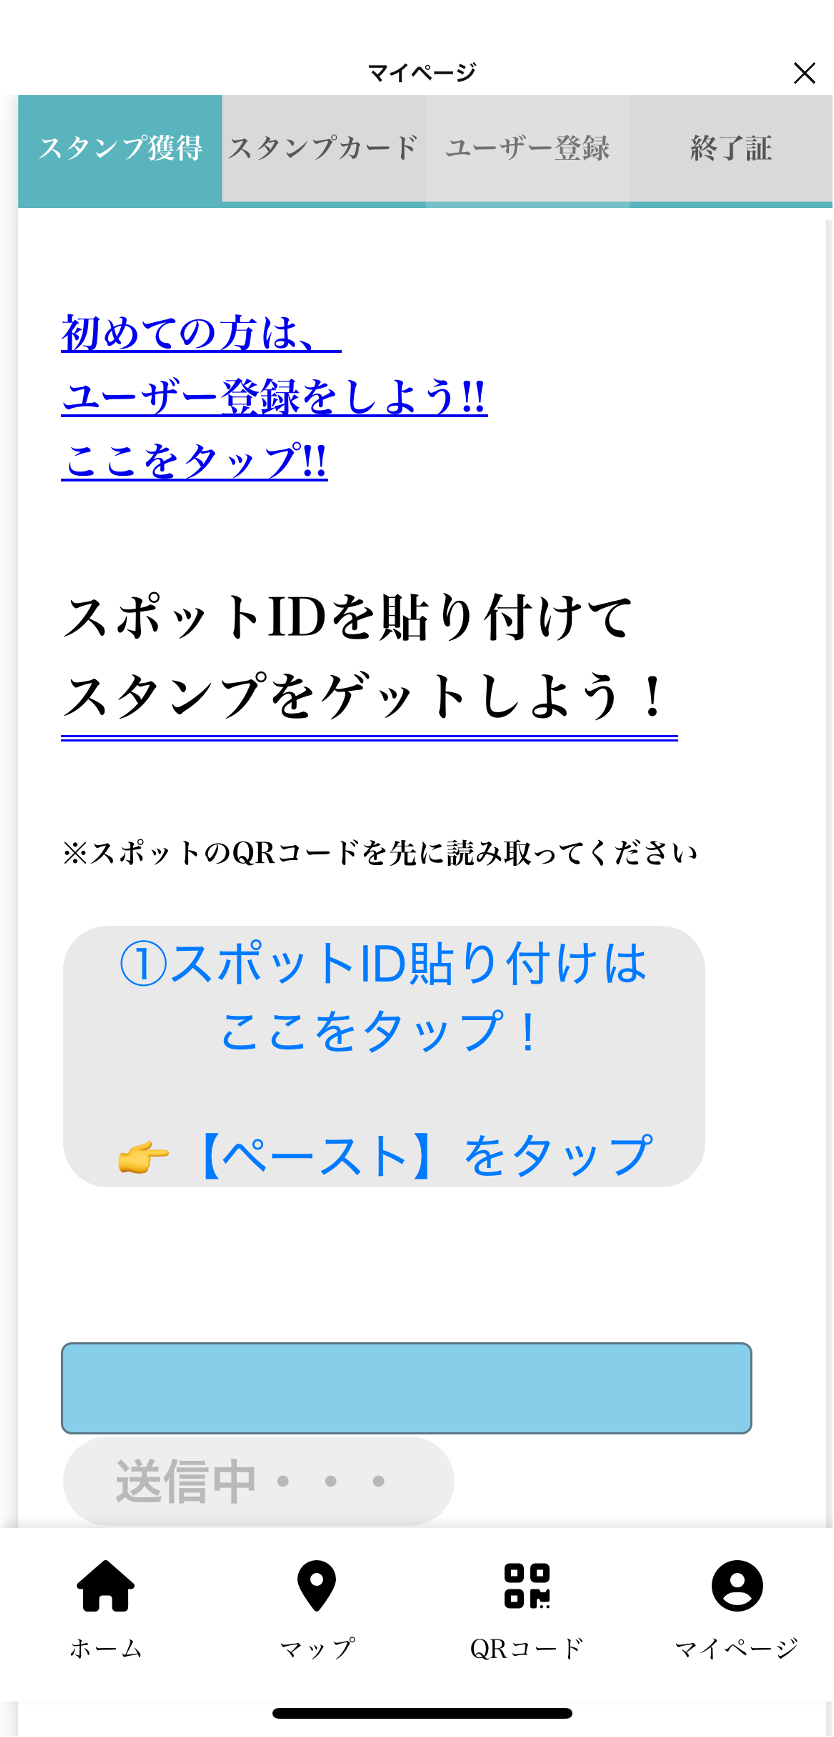 マイページ
スタンプ獲得
スタンプカード
ユーザー登録
終了証
初めての方は、
ユーザー登録をしよう!!
ここをタップ!!
スポットIDを貼り付けて
スタンプをゲットしよう！
※スポットのQRコードを先に読み取ってください
①スポットID貼り付けは
ここをタップ！
👉【ペースト】をタップ
送信中・・・
ホーム
マップ
QRコード
マイページ